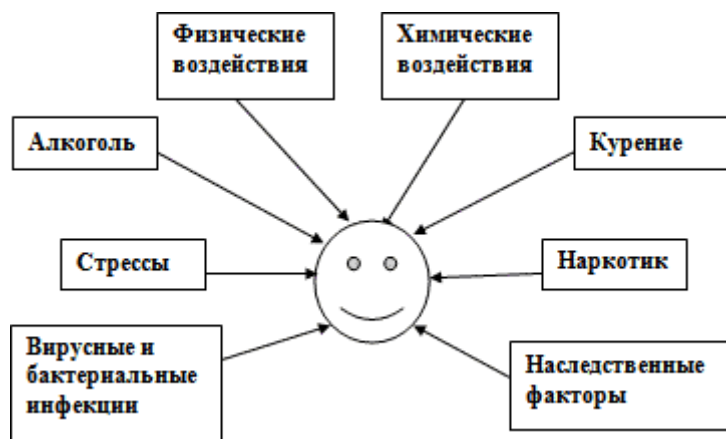 Физические
воздействия
Химические
воздействия
Алкоголь
Курение
Стрессы
Наркотик
Вирусные и
бактериальные
инфекции
Наследственные
факторы